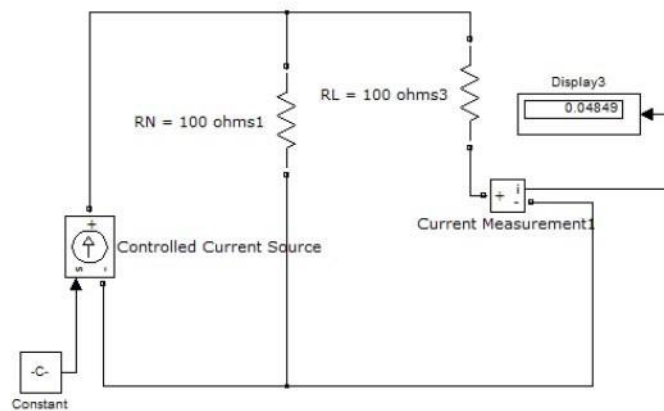 Display3
0.04849
RL = 100 ohms3
RN = 100 ohms1
+ i -
Current Measurement1
+
Controlled Current Source
s -
-C-
Constant